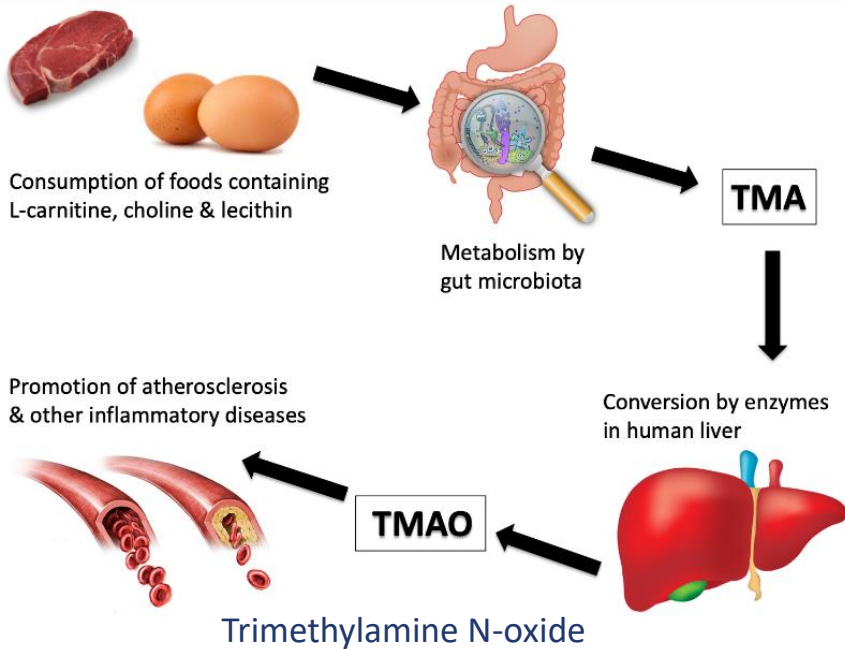 Consumption of foods containing
L-carnitine, choline & lecithin
Metabolism by
gut microbiota
TMA
Conversion by enzymes
in human liver
TMAO
Promotion of atherosclerosis
& other inflammatory diseases
Trimethylamine N-oxide